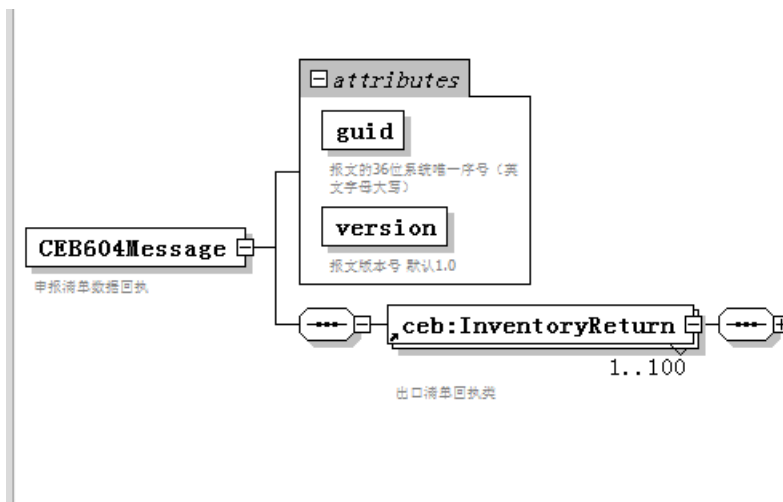 attributes
guid
报文的36位系统唯一序号（英
文字母大写）
version
报文版本号 默认1.0
CEB604Message
申报清单数据回执
ceb:InventoryReturn
1..100
出口清单回执类